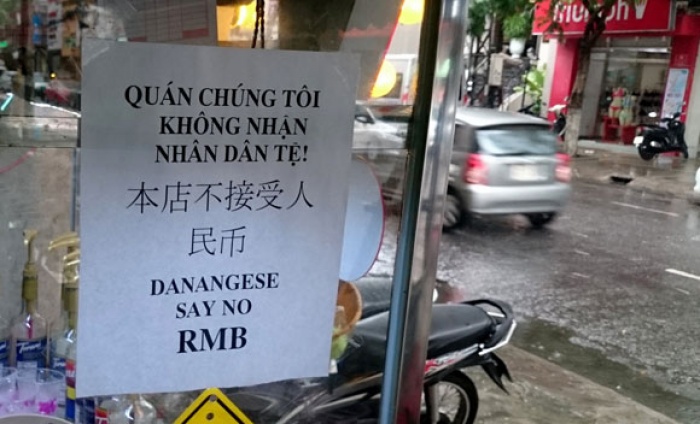 QUÁN CHÚNG TÔI
KHÔNG NHẬN
NHÂN DÂN TỆ!
本店不接受人
民币
DANANGESE
SAY NO
RMB